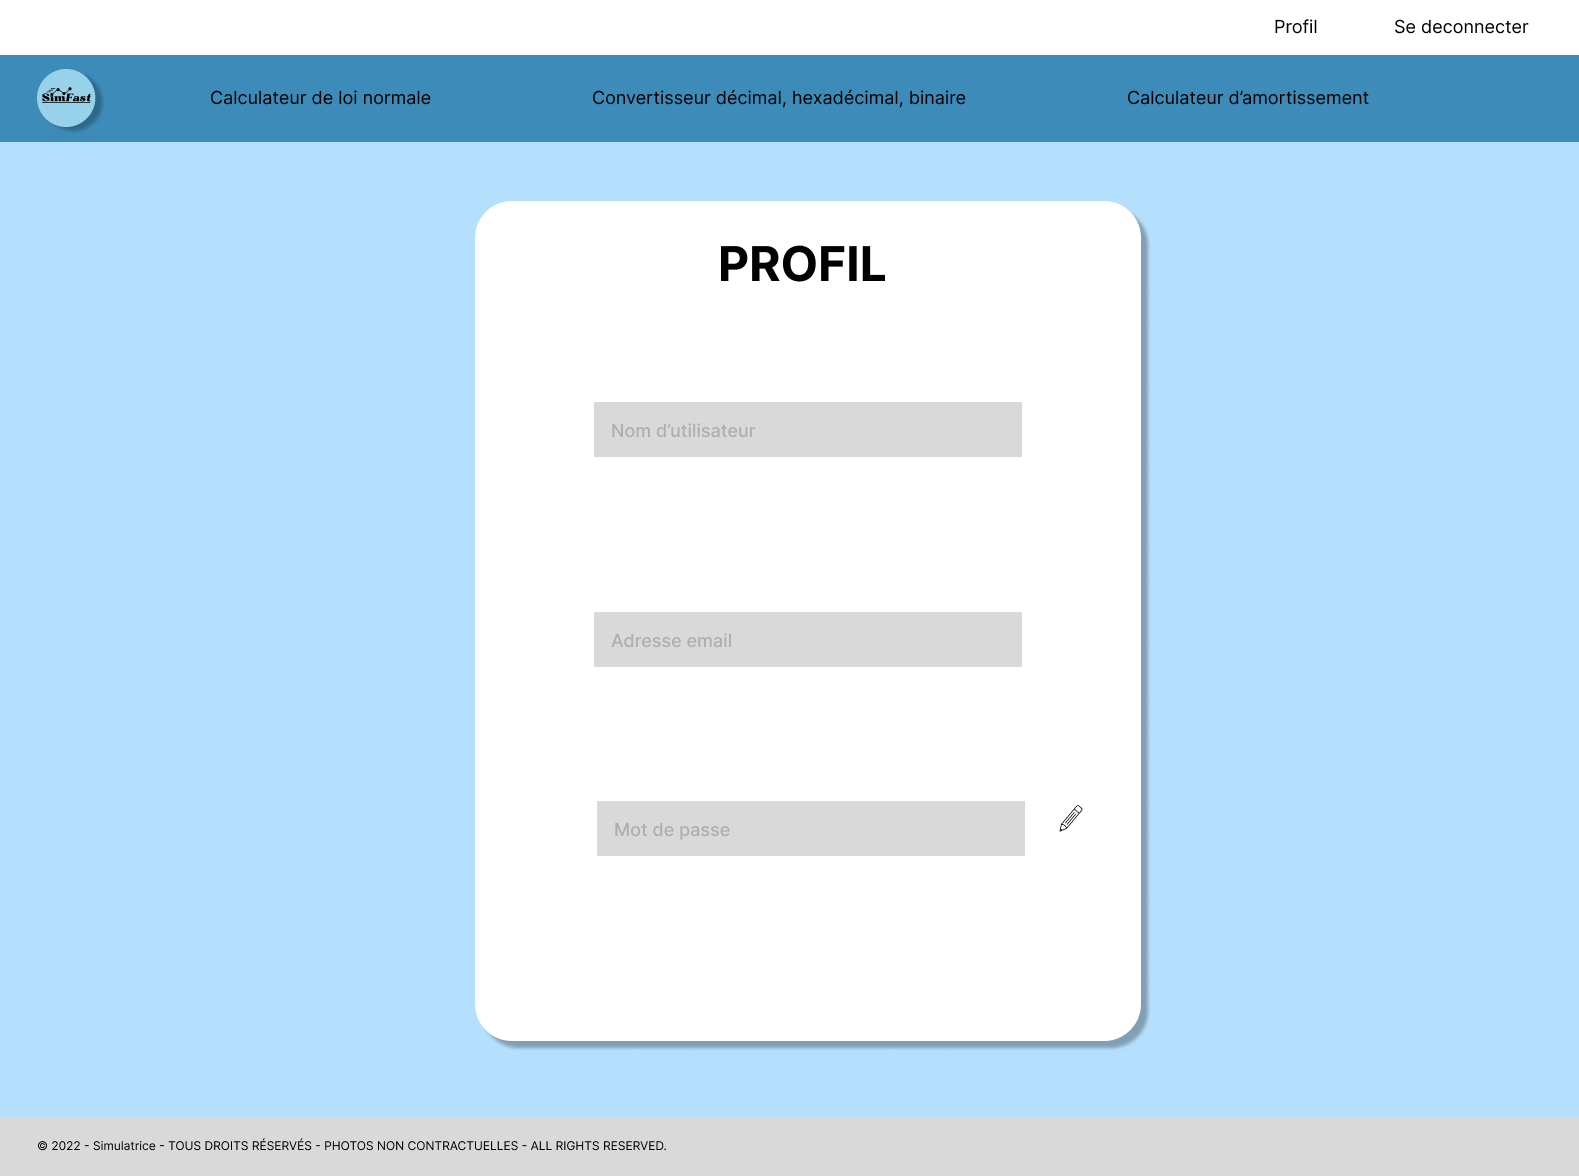 Profil Se deconnecter
SimFast
Calculateur de loi normale Convertisseur décimal, hexadécimal, binaire Calculateur d’amortissement
PROFIL
Nom d’utilisateur
Adresse email
Mot de passe
© 2022 - Simulatrice - TOUS DROITS RÉSERVÉS - PHOTOS NON CONTRACTUELLES - ALL RIGHTS RESERVED.